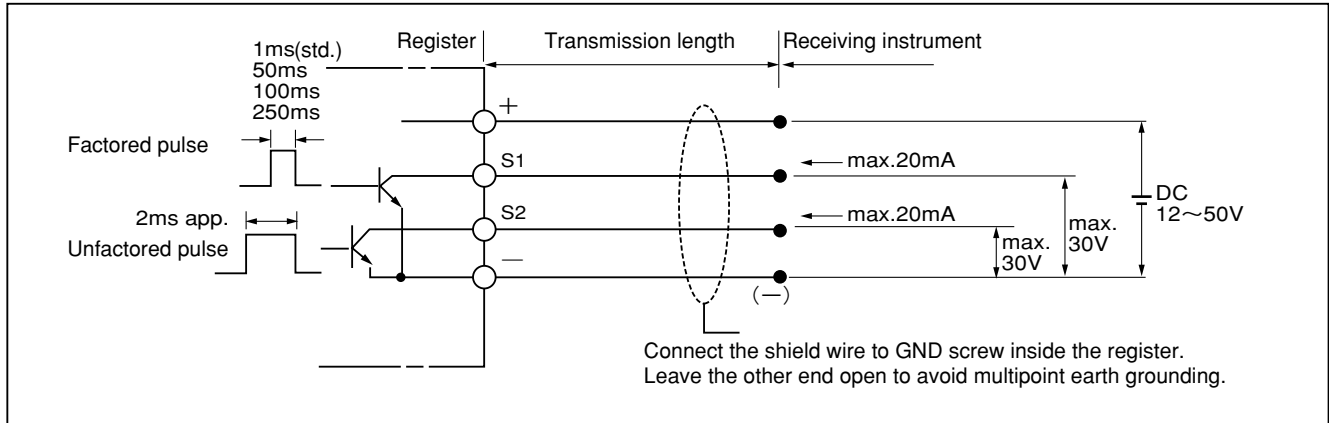 1ms(std.)
50ms
100ms
250ms
Register
Transmission length
Receiving instrument
+
Factored pulse
S1
max.20mA
2ms app.
S2
max.20mA
Unfactored pulse
−
(−)
max.
30V
max.
30V
DC
12～50V
Connect the shield wire to GND screw inside the register.
Leave the other end open to avoid multipoint earth grounding.